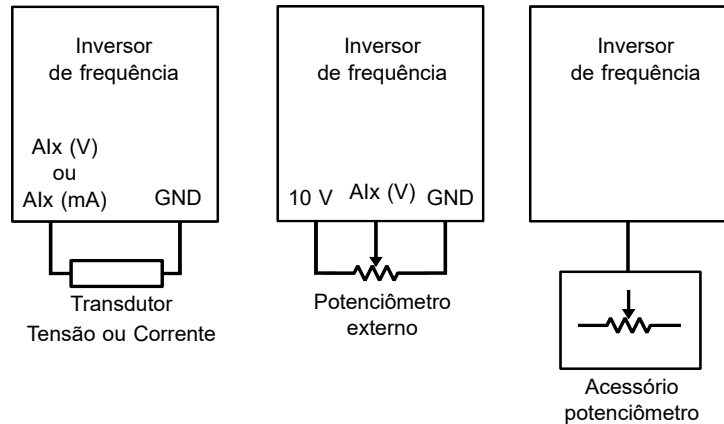 Inversor
de frequência
AIx (V)
ou
AIx (mA)
GND
Transdutor
Tensão ou Corrente
Inversor
de frequência
10 V
AIx (V)
GND
Potenciômetro
externo
Inversor
de frequência
Acessório
potenciômetro